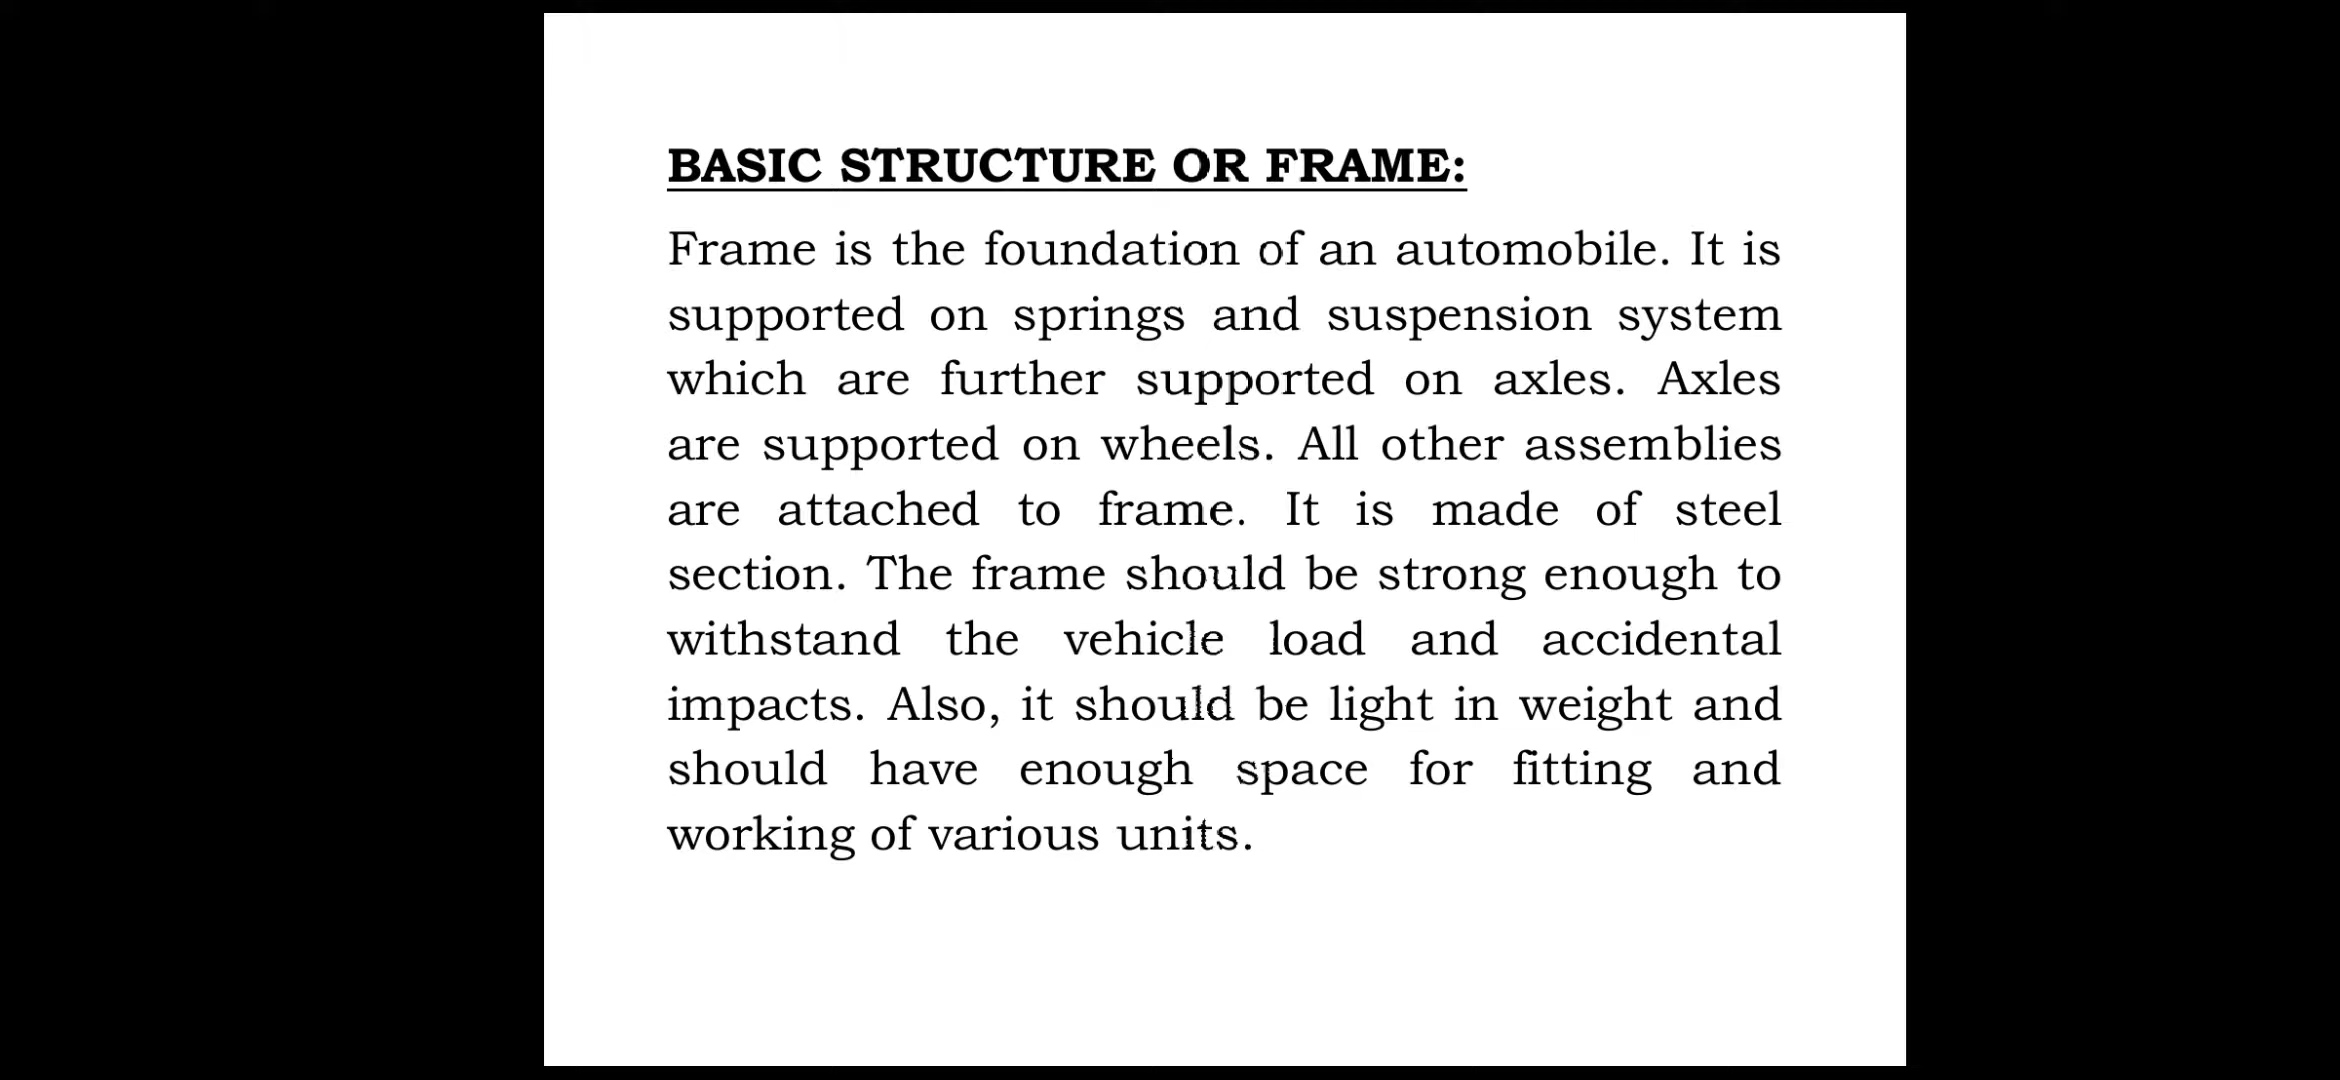 BASIC STRUCTURE OR FRAME:
Frame is the foundation of an automobile. It is
supported on springs and suspension system
which are further supported on axles. Axles
are supported on wheels. All other assemblies
are attached to frame. It is made of steel
section. The frame should be strong enough to
withstand the vehicle load and accidental
impacts. Also, it should be light in weight and
should have enough space for fitting and
working of various units.